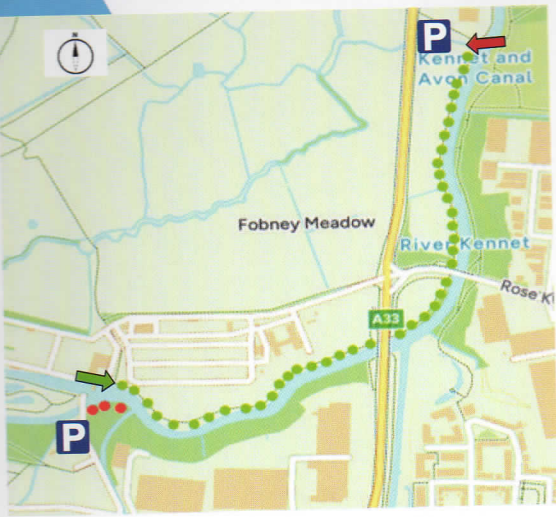 N
P
Kennet and
Avon Canal
Fobney Meadow
River Kennet
Rose K
A33
P